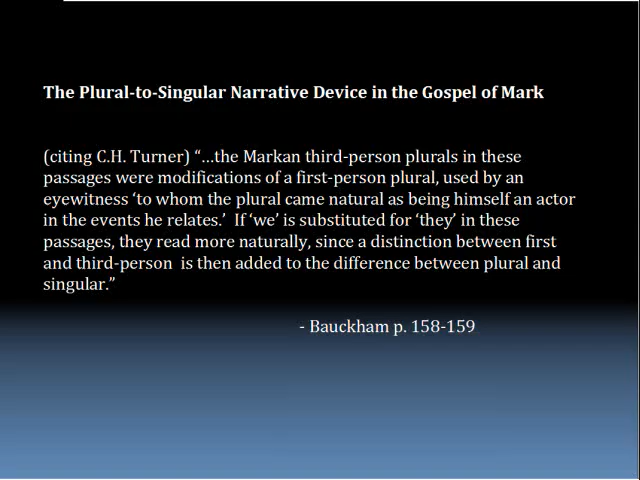 The Plural-to-Singular Narrative Device in the Gospel of Mark
(citing C.H. Turner) “…the Markan third-person plurals in these
passages were modifications of a first-person plural, used by an
eyewitness ‘to whom the plural came natural as being himself an actor
in the events he relates.’  If ‘we’ is substituted for ‘they’ in these
passages, they read more naturally, since a distinction between first
and third-person  is then added to the difference between plural and
singular.”
- Bauckham p. 158-159